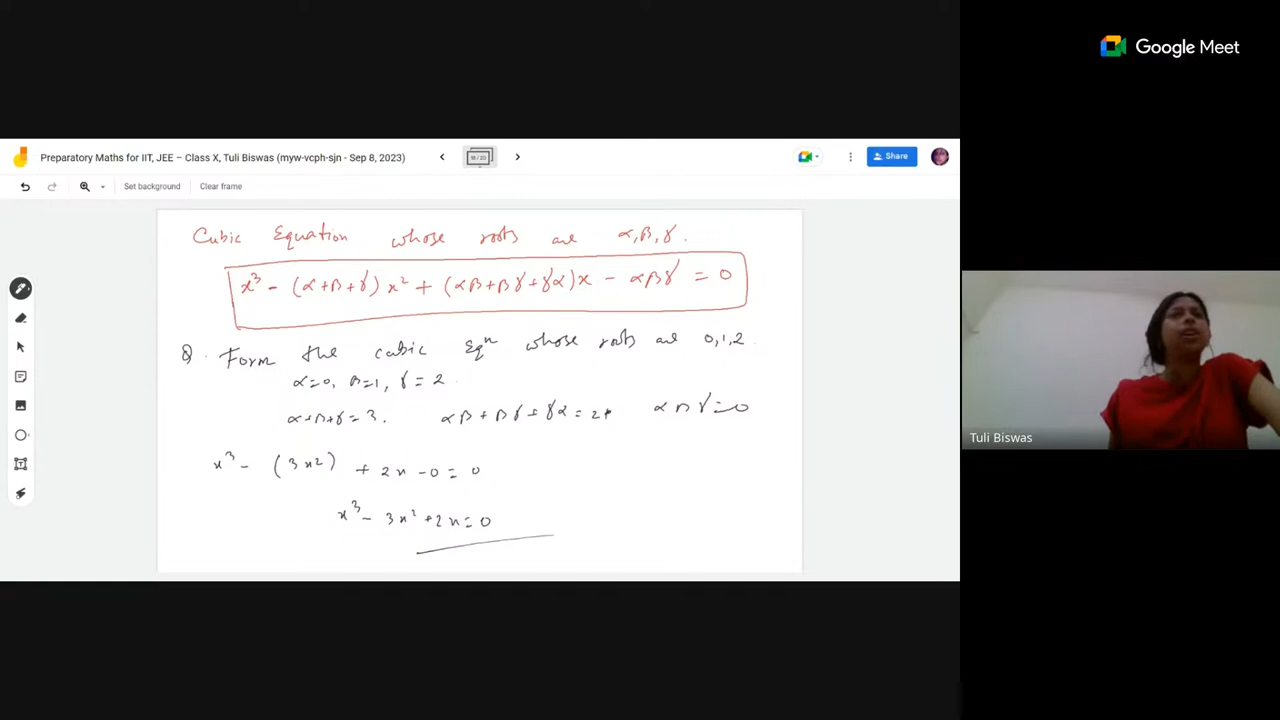 Google Meet
Preparatory Maths for IIT, JEE – Class X, Tuli Biswas (myw-vcph-sjn - Sep 8, 2023)
18/20
Share
Set background
Clear frame
Cubic Equation whose roots are α, β, γ.
x³ - (α+β+γ) x² + (αβ+βγ+γα)x - αβγ = 0
Q. Form the cubic Eqⁿ whose roots are 0,1,2.
α=0, β=1, γ=2
α+β+γ=3. αβ+βγ+γα=2 αβγ=0
x³ - (3x²) + 2x - 0 = 0
x³ - 3x² + 2x = 0
Tuli Biswas